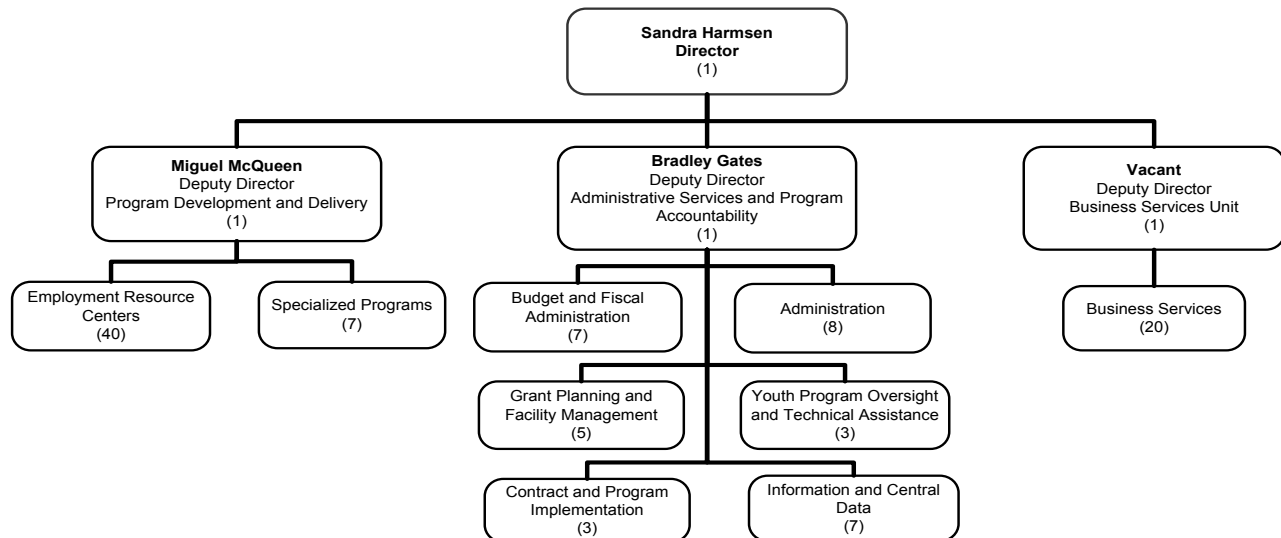 Sandra Harmsen
Director
(1)
Miguel McQueen
Deputy Director
Program Development and Delivery
(1)
Bradley Gates
Deputy Director
Administrative Services and Program
Accountability
(1)
Vacant
Deputy Director
Business Services Unit
(1)
Employment Resource
Centers
(40)
Specialized Programs
(7)
Budget and Fiscal
Administration
(7)
Administration
(8)
Business Services
(20)
Grant Planning and
Facility Management
(5)
Youth Program Oversight
and Technical Assistance
(3)
Contract and Program
Implementation
(3)
Information and Central
Data
(7)